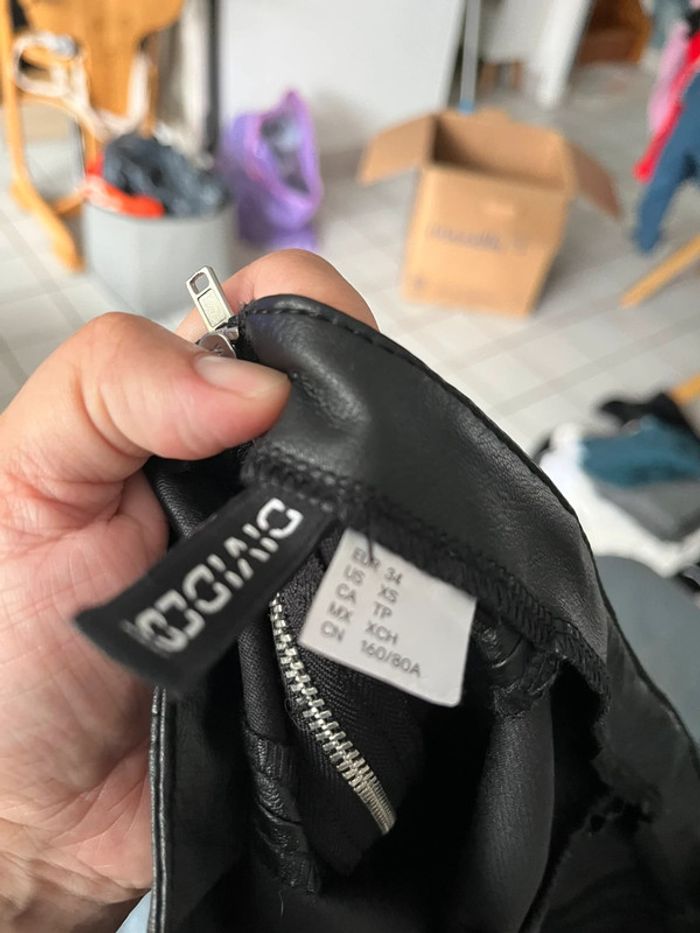 DIVIDED
EUR 34
US XS
CA TP
MX XCH
CN 160/80A